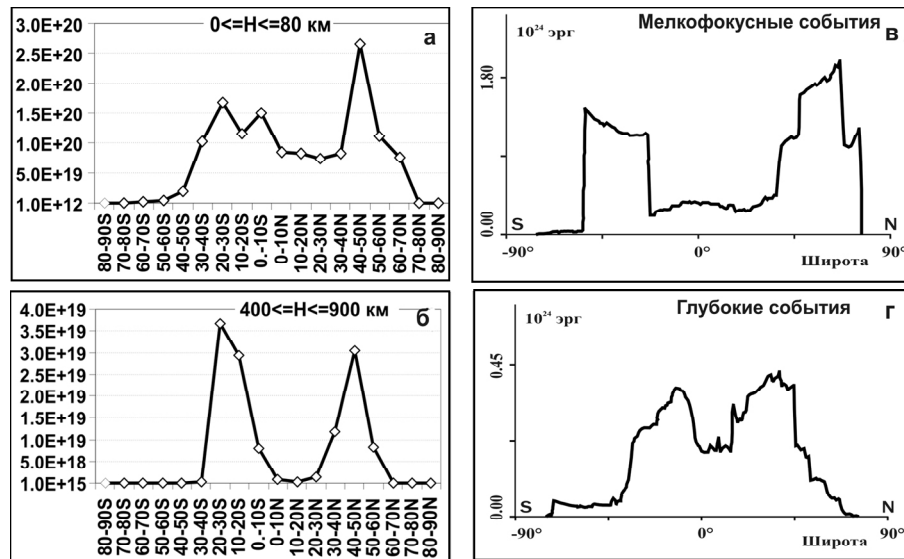 0<=H<=80 км
а
3.0E+20
2.5E+20
2.0E+20
1.5E+20
1.0E+20
5.0E+19
1.0E+12
80-90S
70-80S
60-70S
50-60S
40-50S
30-40S
20-30S
10-20S
0.-10S
0-10N
10-20N
20-30N
30-40N
40-50N
50-60N
60-70N
70-80N
80-90N
Мелкофокусные события
в
10²⁴ эрг
1.80
0.00
S
N
-90°
0°
90°
Широта
400<=H<=900 км
б
4.0E+19
3.5E+19
3.0E+19
2.5E+19
2.0E+19
1.5E+19
1.0E+19
5.0E+18
1.0E+15
80-90S
70-80S
60-70S
50-60S
40-50S
30-40S
20-30S
10-20S
0.-10S
0-10N
10-20N
20-30N
30-40N
40-50N
50-60N
60-70N
70-80N
80-90N
Глубокие события
г
10²⁴ эрг
0.45
0.00
S
N
-90°
0°
90°
Широта